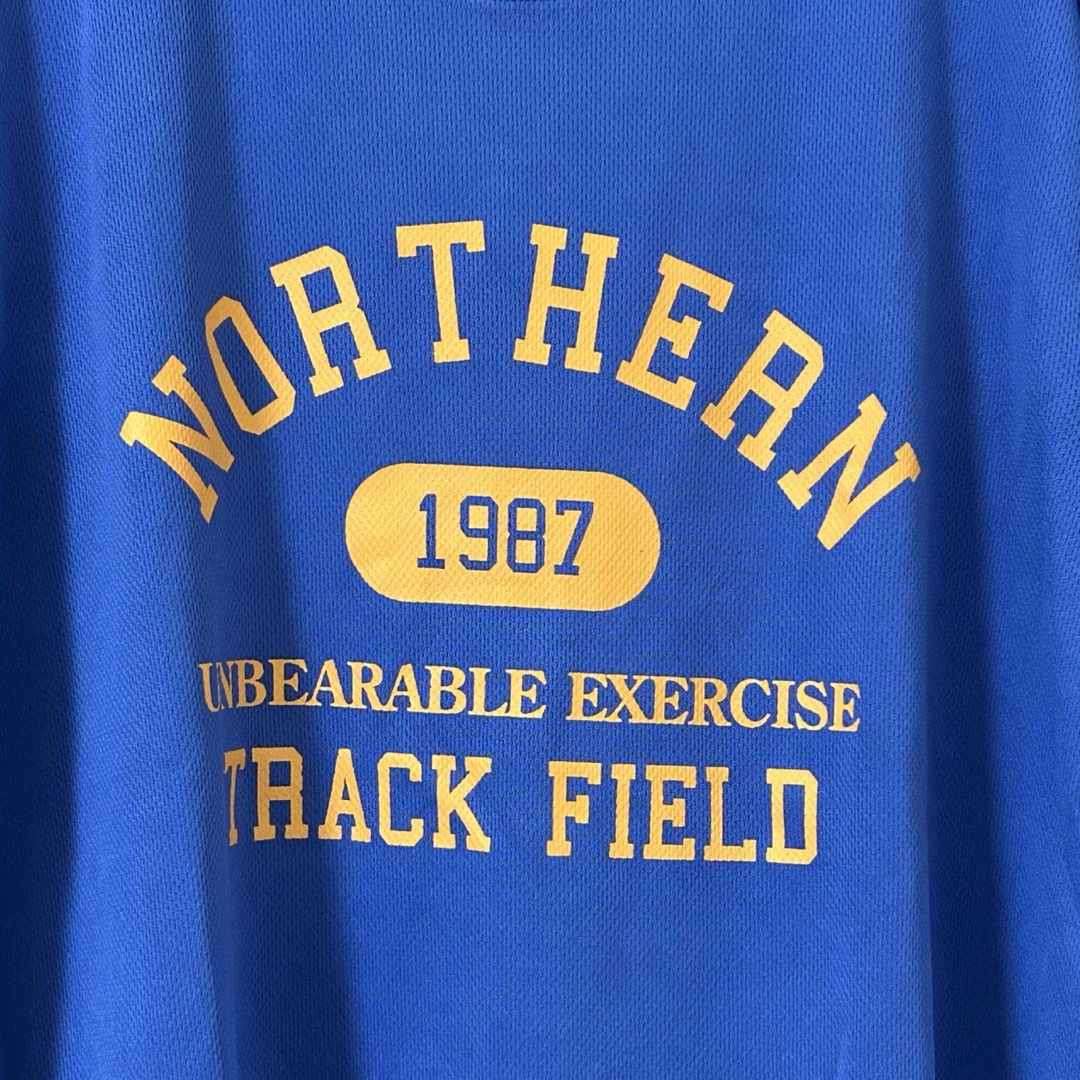 NORTHERN
1987
UNBEARABLE EXERCISE
TRACK FIELD